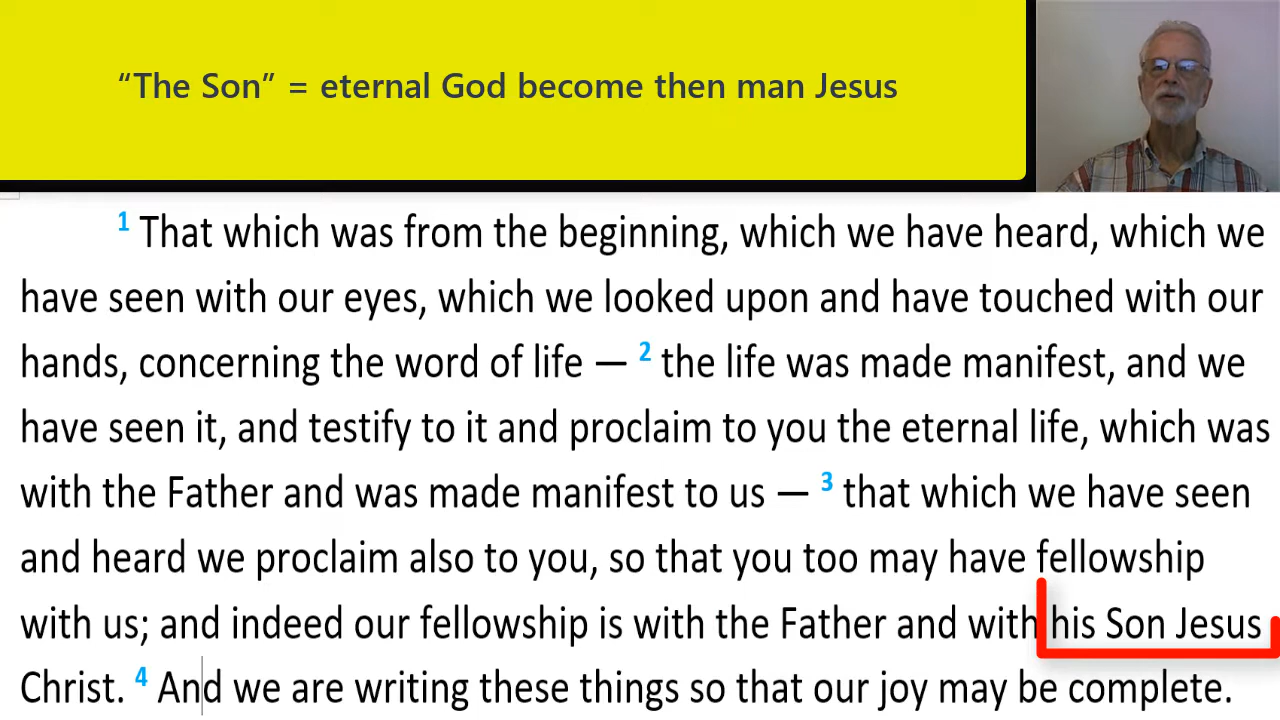 “The Son” = eternal God become then man Jesus
1 That which was from the beginning, which we have heard, which we
have seen with our eyes, which we looked upon and have touched with our
hands, concerning the word of life — 2 the life was made manifest, and we
have seen it, and testify to it and proclaim to you the eternal life, which was
with the Father and was made manifest to us — 3 that which we have seen
and heard we proclaim also to you, so that you too may have fellowship
with us; and indeed our fellowship is with the Father and with his Son Jesus
Christ. 4 And we are writing these things so that our joy may be complete.